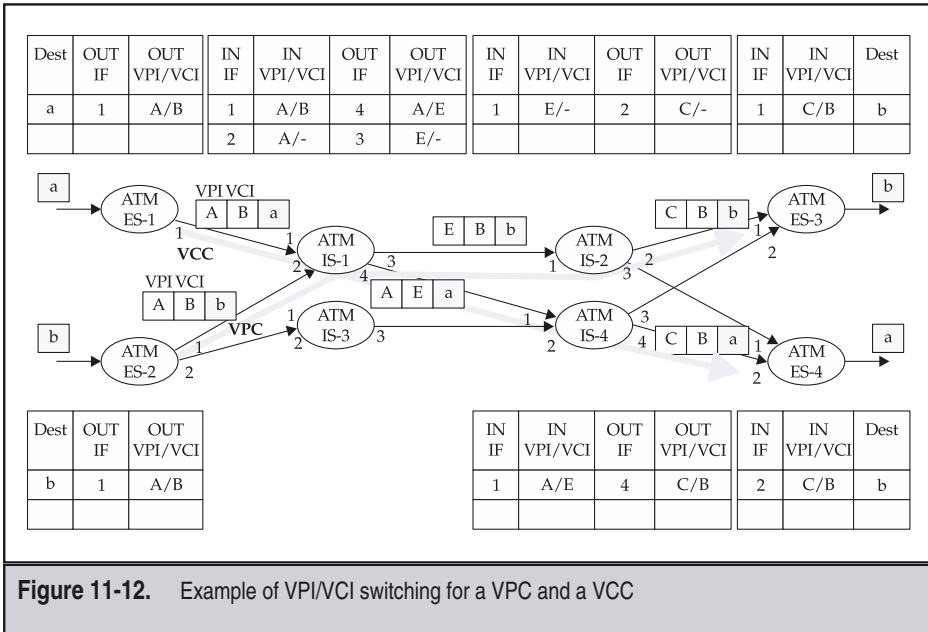 Dest OUT IF OUT VPI/VCI
a 1 A/B
IN IF IN VPI/VCI OUT IF OUT VPI/VCI
1 A/B 4 A/E
2 A/- 3 E/-
IN IF IN VPI/VCI OUT IF OUT VPI/VCI
1 E/- 2 C/-
IN IF IN VPI/VCI Dest
1 C/B b
a
ATM ES-1
1
VPI VCI
A B a
VCC
1
2
ATM IS-1
3
4
E B b
1
ATM IS-2
2
3
C B b
1
2
ATM ES-3
b
b
ATM ES-2
1
2
VPI VCI
A B b
VPC
1
ATM IS-3
3
A E a
1
2
ATM IS-4
3
4
C B a
1
2
ATM ES-4
a
Dest OUT IF OUT VPI/VCI
b 1 A/B
IN IF IN VPI/VCI OUT IF OUT VPI/VCI
1 A/E 4 C/B
IN IF IN VPI/VCI Dest
2 C/B b
Figure 11-12. Example of VPI/VCI switching for a VPC and a VCC